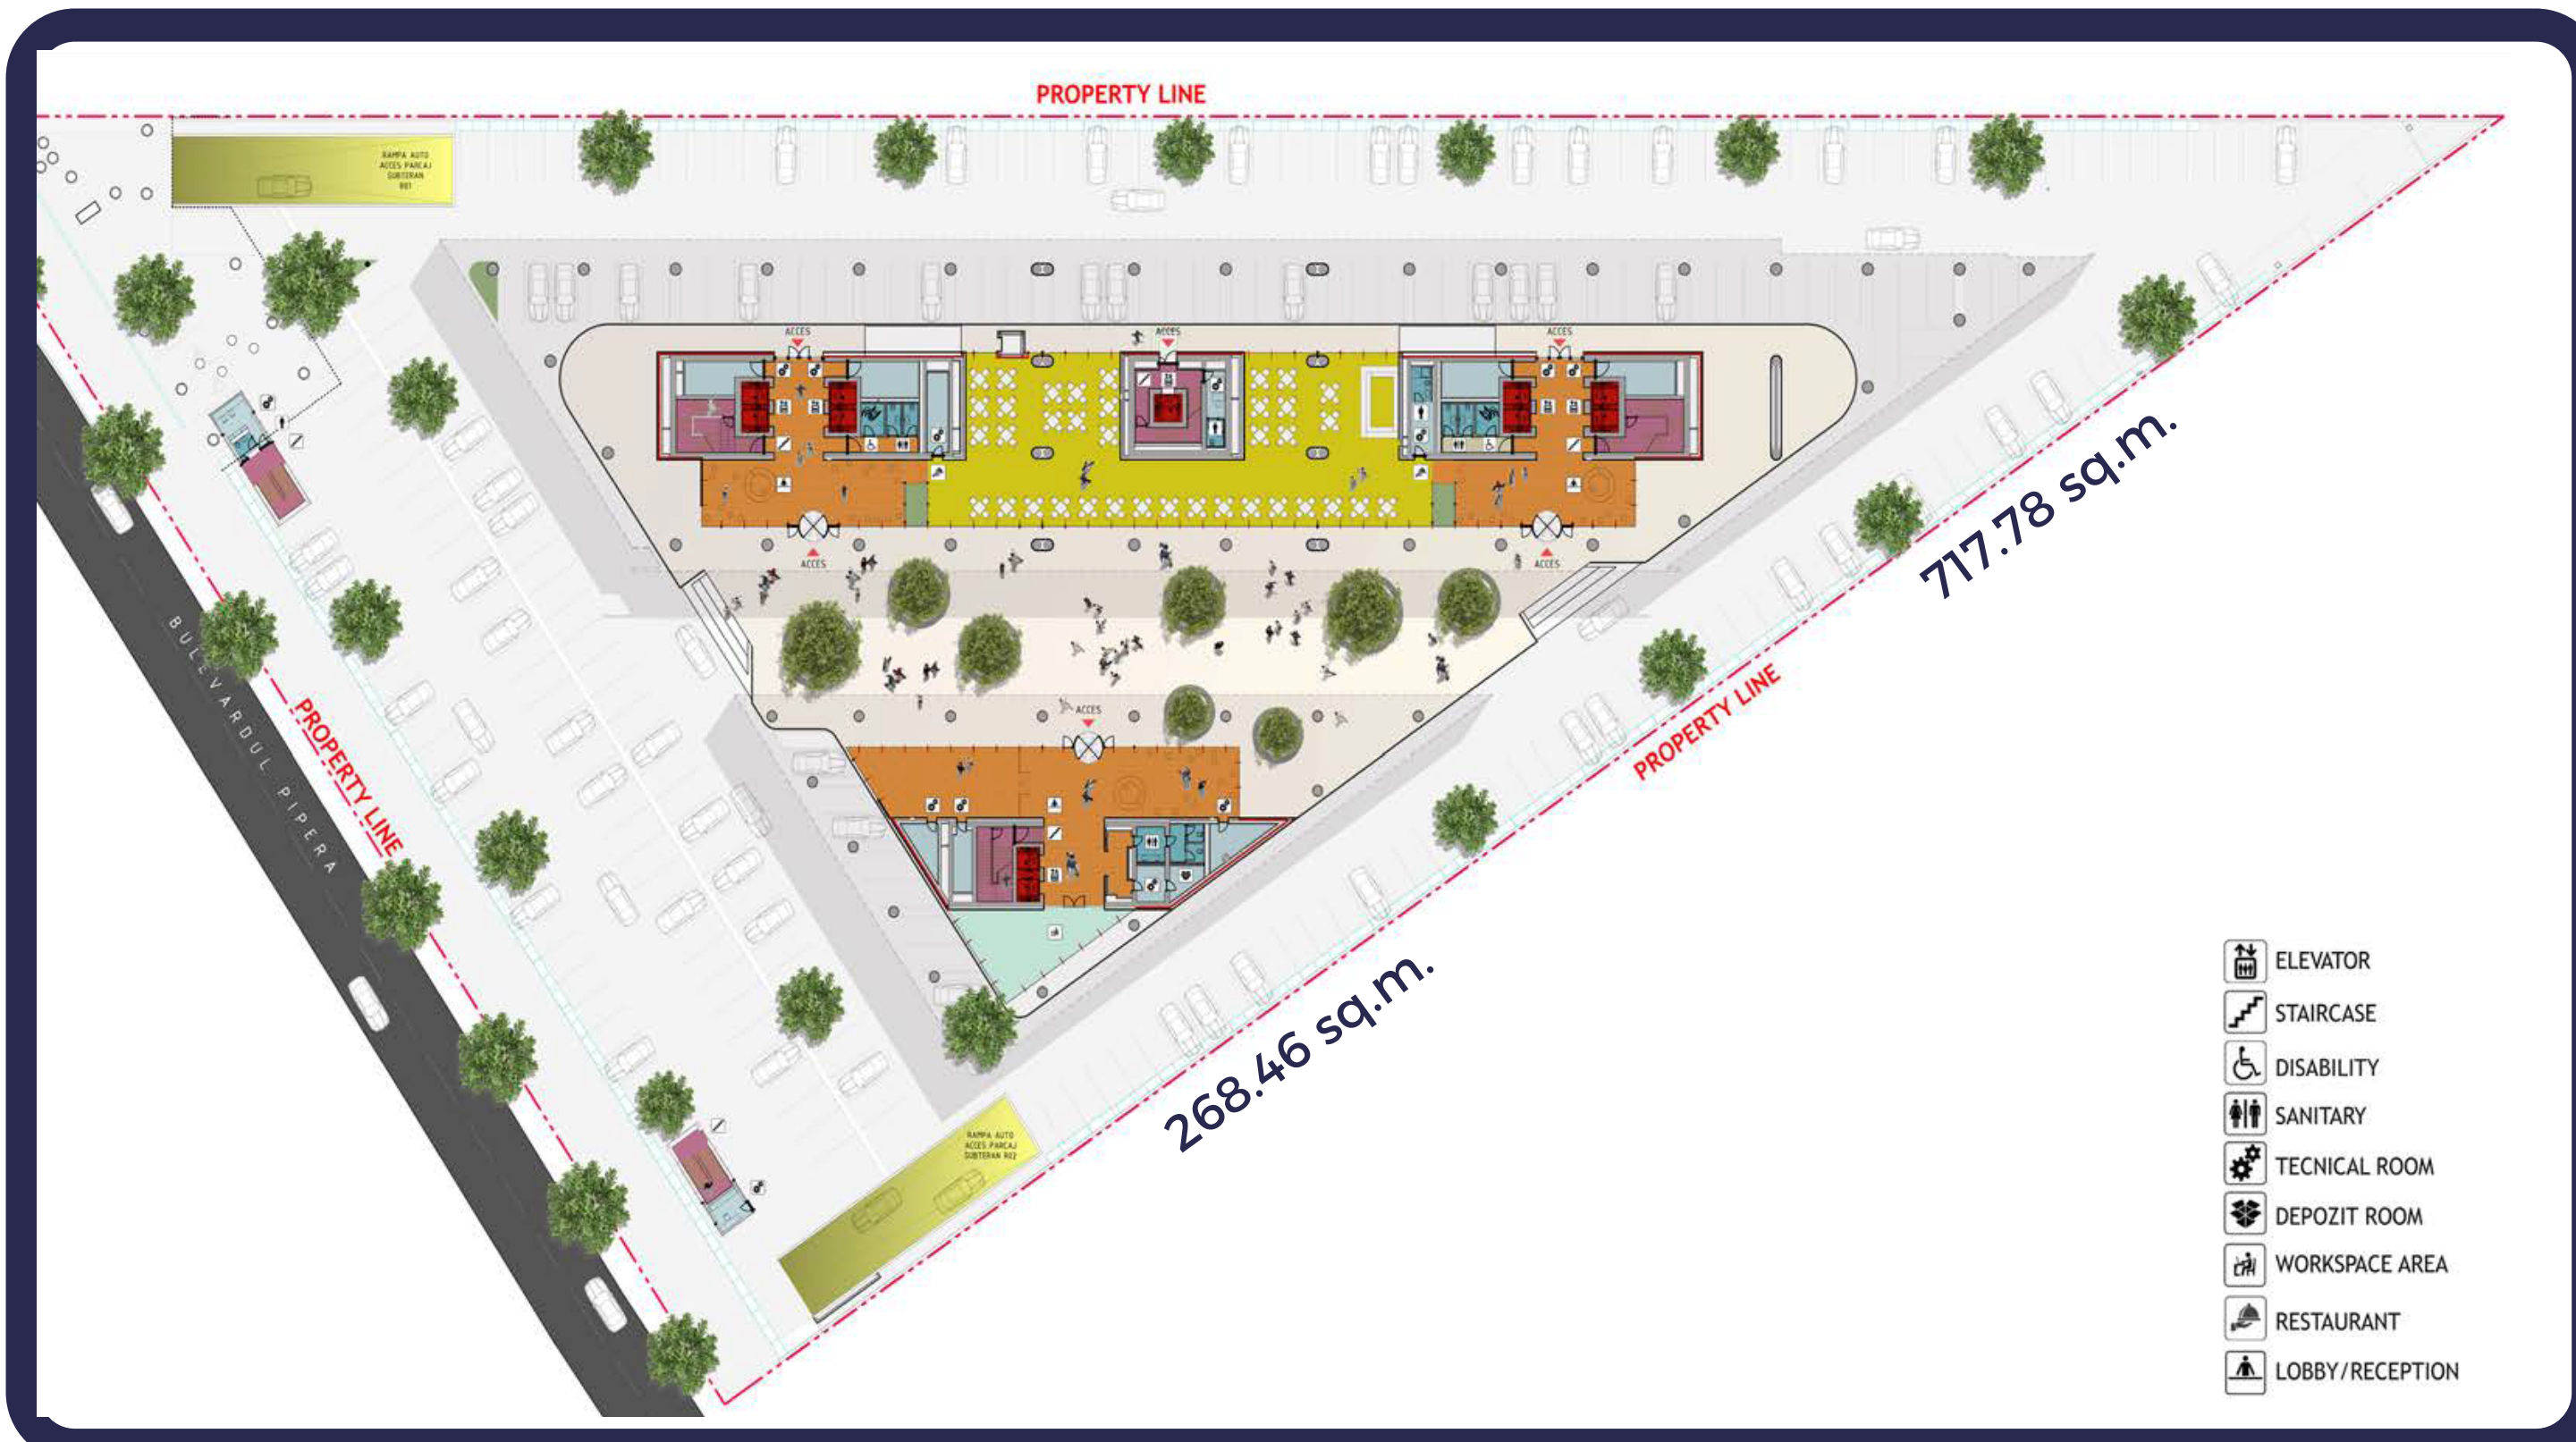 PROPERTY LINE
RAMPA AUTO
ACCES PARCAJ
SUBTERAN
R01
ACCES
ACCES
ACCES
717.78 sq.m.
ACCES
ACCES
BULEVARDUL PIPERA
PROPERTY LINE
PROPERTY LINE
ACCES
268.46 sq.m.
RAMPA AUTO
ACCES PARCAJ
SUBTERAN R02
ELEVATOR
STAIRCASE
DISABILITY
SANITARY
TECNICAL ROOM
DEPOZIT ROOM
WORKSPACE AREA
RESTAURANT
LOBBY/RECEPTION